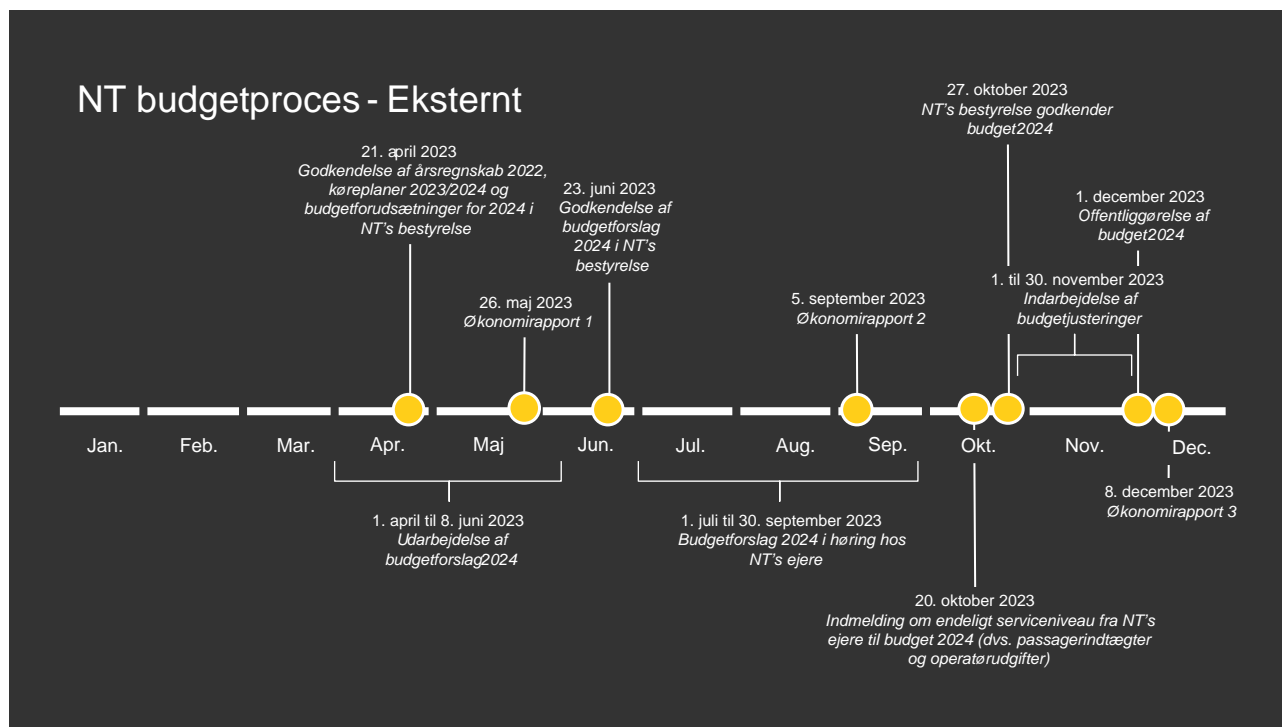 NT budgetproces - Eksternt
21. april 2023
Godkendelse af årsregnskab 2022,
køreplaner 2023/2024 og
budgetforudsætninger for 2024 i
NT's bestyrelse
26. maj 2023
Økonomirapport 1
23. juni 2023
Godkendelse af
budgetforslag
2024 i NT's
bestyrelse
5. september 2023
Økonomirapport 2
27. oktober 2023
NT's bestyrelse godkender
budget2024
1. december 2023
Offentliggørelse af
budget2024
1. til 30. november 2023
Indarbejdelse af
budgetjusteringer
Jan.
Feb.
Mar.
Apr.
Maj
Jun.
Jul.
Aug.
Sep.
Okt.
Nov.
Dec.
1. april til 8. juni 2023
Udarbejdelse af
budgetforslag2024
1. juli til 30. september 2023
Budgetforslag 2024 i høring hos
NT's ejere
8. december 2023
Økonomirapport 3
20. oktober 2023
Indmelding om endeligt serviceniveau fra NT's
ejere til budget 2024 (dvs. passagerindtægter
og operatørudgifter)